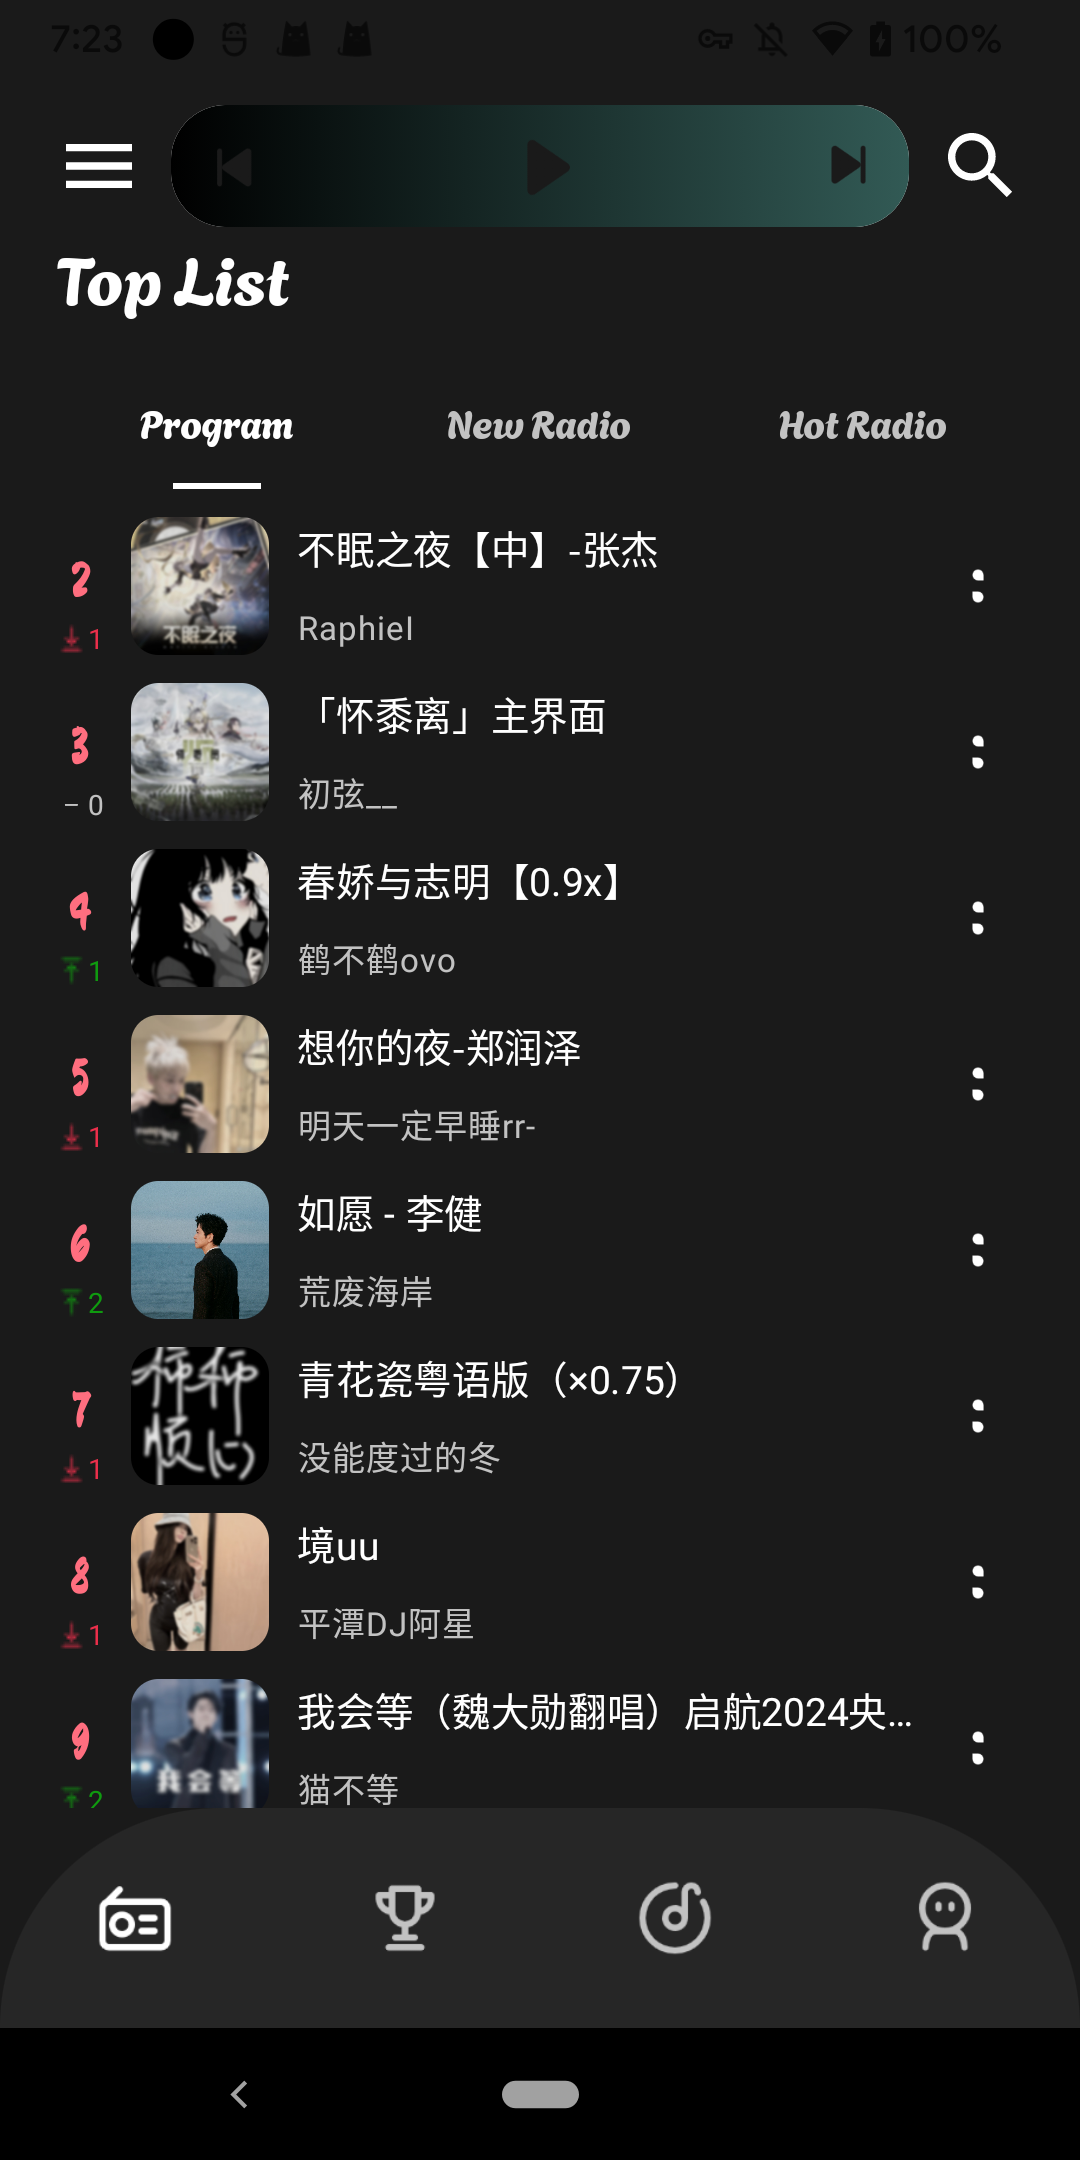 7:23
100%
Top List
Program
New Radio
Hot Radio
2
不眠之夜【中】-张杰
不眠之夜
Raphiel
1
3
「怀黍离」主界面
初弦__
– 0
4
春娇与志明【0.9x】
鹤不鹤ovo
1
5
想你的夜-郑润泽
明天一定早睡rr-
1
6
如愿 - 李健
荒废海岸
2
7
青花瓷粤语版（×0.75）
没能度过的冬
1
8
境uu
平潭DJ阿星
1
9
我会等（魏大勋翻唱）启航2024央...
我会等
猫不等
2